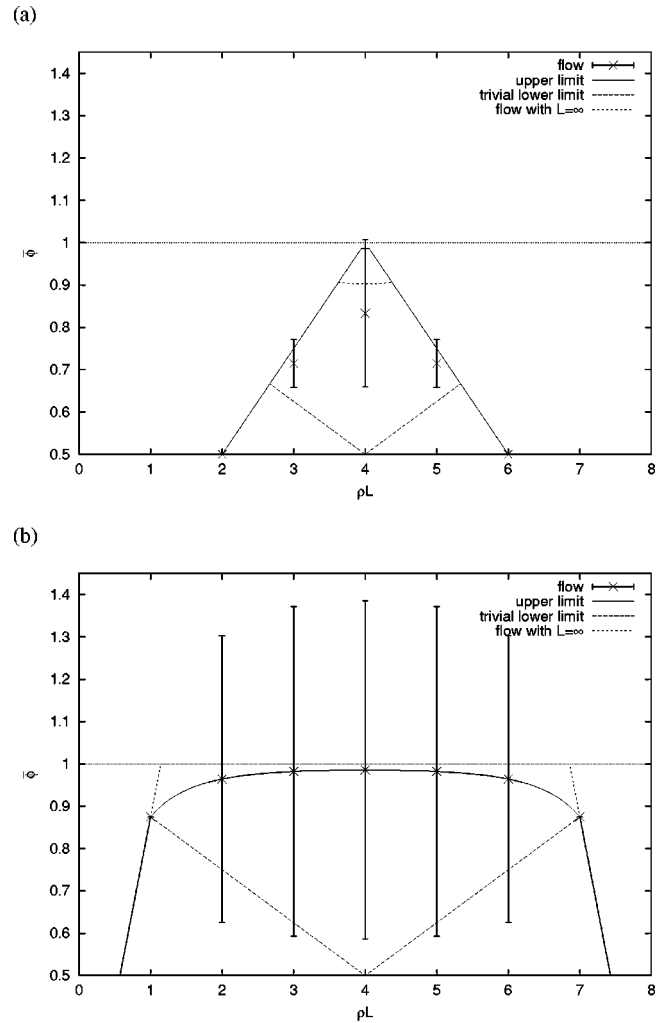 (a)
1.4
1.3
1.2
1.1
1
0.9
0.8
0.7
0.6
0.5
0 1 2 3 4 5 6 7 8
ρL
ϕ̄
flow
upper limit
trivial lower limit
flow with L=∞
(b)
1.4
1.3
1.2
1.1
1
0.9
0.8
0.7
0.6
0.5
0 1 2 3 4 5 6 7 8
ρL
ϕ̄
flow
upper limit
trivial lower limit
flow with L=∞